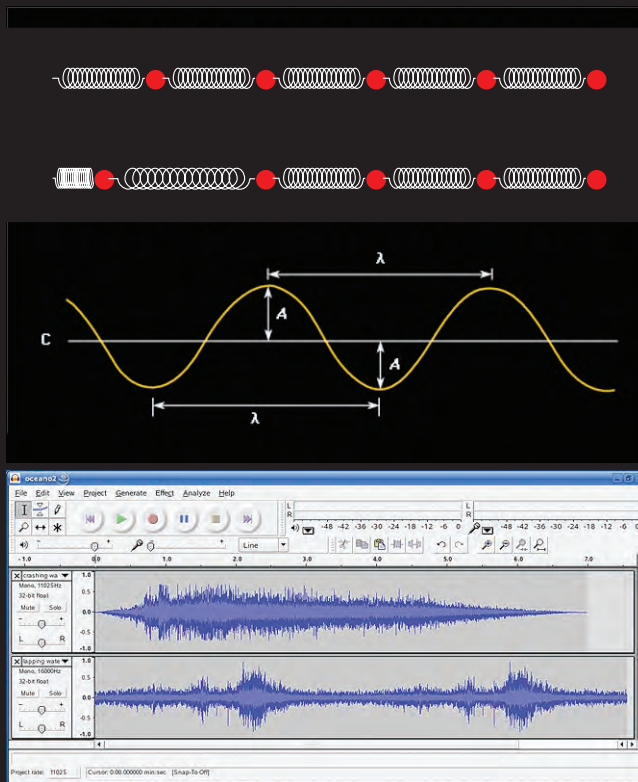 λ
A
C
A
λ
oceano2
File Edit View Project Generate Effect Analyze Help
L
R
-48 -42 -36 -30 -24 -18 -12 -6 0
L
R
-48 -42 -36 -30 -24 -18 -12 -6 0
Line
-1.0 0.0 1.0 2.0 3.0 4.0 5.0 6.0 7.0
X crashing wa
Mono, 11025Hz
32-bit float
Mute Solo
- +
L R
1.0
0.5
0.0
-0.5
-1.0
X lapping wate
Mono, 16000Hz
32-bit float
Mute Solo
- +
L R
1.0
0.5
0.0
-0.5
-1.0
Project rate: 11025 Cursor: 0:00.000000 min:sec [Snap-To Off]